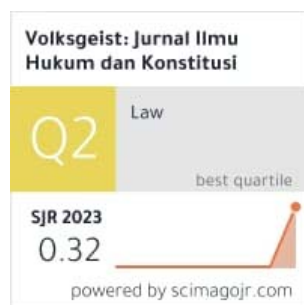 Volksgeist: Jurnal Ilmu
Hukum dan Konstitusi
Q2
Law
best quartile
SJR 2023
0.32
powered by scimagojr.com